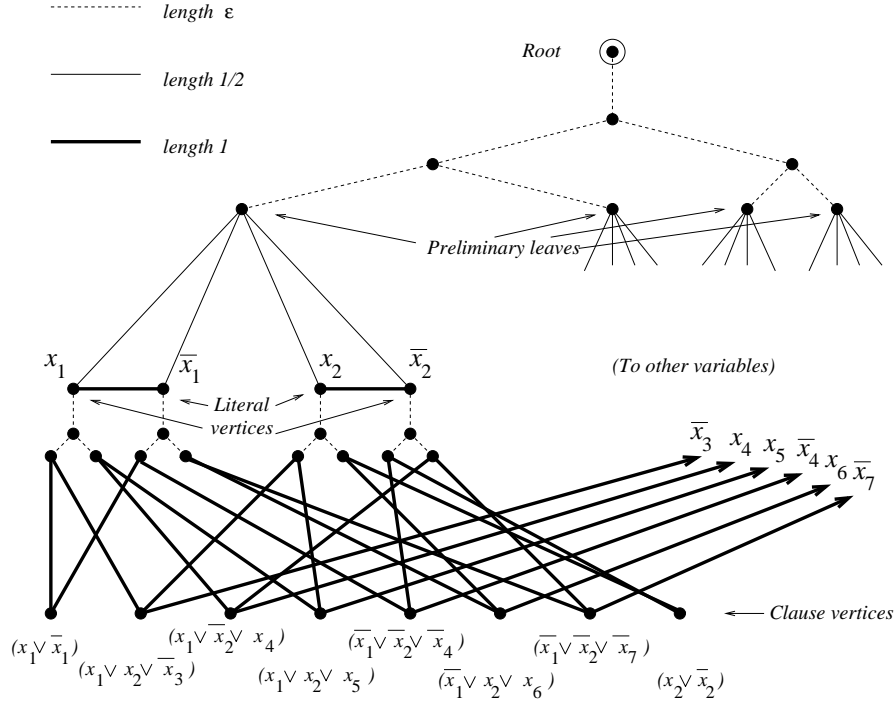 length ε
Root
length 1/2
length 1
Preliminary leaves
x₁ x̅₁ x₂ x̅₂
(To other variables)
Literal
vertices
x̅₃ x₄ x₅ x̅₄ x₆ x̅₇
Clause vertices
(x₁ ∨ x̅₁)
(x₁ ∨ x₂ ∨ x̅₃)
(x₁ ∨ x̅₂ ∨ x₄)
(x₁ ∨ x₂ ∨ x₅)
(x̅₁ ∨ x̅₂ ∨ x̅₄)
(x̅₁ ∨ x₂ ∨ x₆)
(x̅₁ ∨ x̅₂ ∨ x̅₇)
(x₂ ∨ x̅₂)